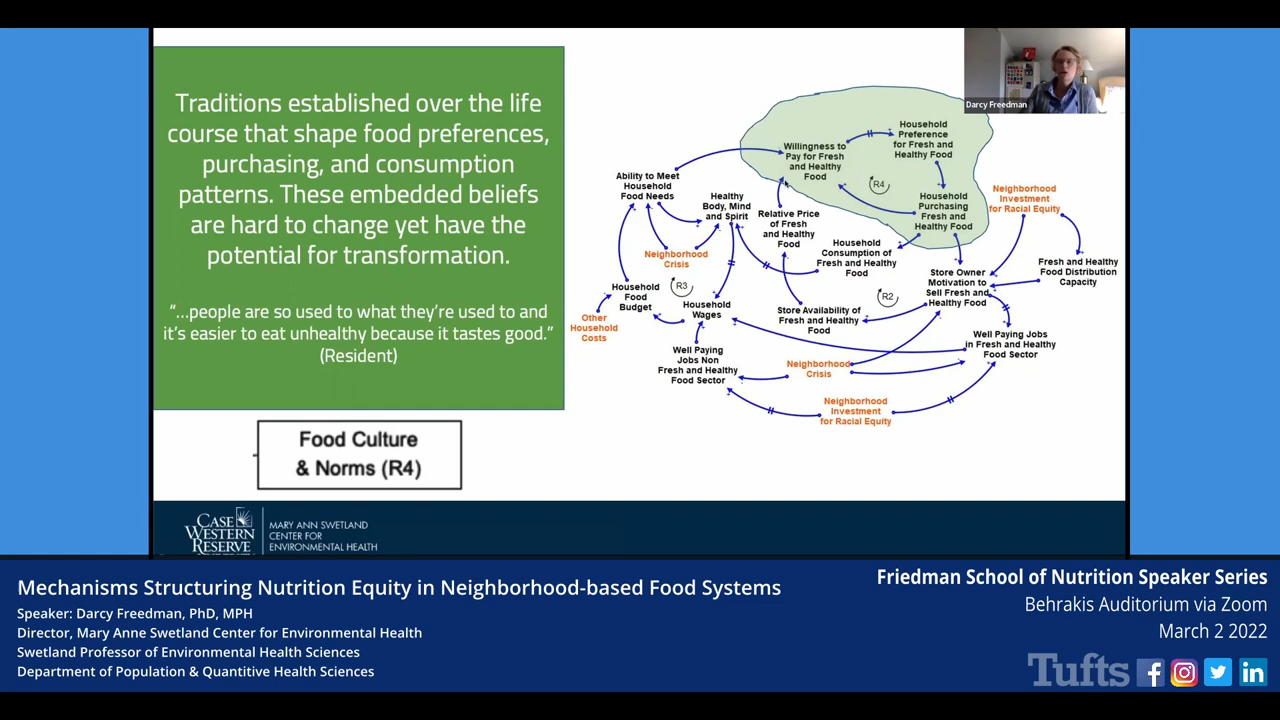 Traditions established over the life
course that shape food preferences,
purchasing, and consumption
patterns. These embedded beliefs
are hard to change yet have the
potential for transformation.
“...people are so used to what they’re used to and
it’s easier to eat unhealthy because it tastes good.”
(Resident)
Food Culture
& Norms (R4)
Darcy Freedman
Household
Preference
for Fresh and
Healthy Food
Willingness to
Pay for Fresh
and Healthy
Food
R4
Ability to Meet
Household
Food Needs
Healthy
Body, Mind
and Spirit
Relative Price
of Fresh
and Healthy
Food
Household
Purchasing
Fresh and
Healthy Food
Neighborhood
Investment
for Racial Equity
Neighborhood
Crisis
Household
Consumption of
Fresh and Healthy
Food
Fresh and Healthy
Food Distribution
Capacity
Household
Food
Budget
R3
Household
Wages
R2
Store Owner
Motivation to
Sell Fresh and
Healthy Food
Other
Household
Costs
Store Availability of
Fresh and Healthy
Food
Well Paying Jobs
in Fresh and Healthy
Food Sector
Well Paying
Jobs Non
Fresh and Healthy
Food Sector
Neighborhood
Crisis
Neighborhood
Investment
for Racial Equity
CASE
WESTERN
RESERVE
MARY ANN SWETLAND
CENTER FOR
ENVIRONMENTAL HEALTH
Mechanisms Structuring Nutrition Equity in Neighborhood-based Food Systems
Speaker: Darcy Freedman, PhD, MPH
Director, Mary Anne Swetland Center for Environmental Health
Swetland Professor of Environmental Health Sciences
Department of Population & Quantitative Health Sciences
Friedman School of Nutrition Speaker Series
Behrakis Auditorium via Zoom
March 2 2022
Tufts